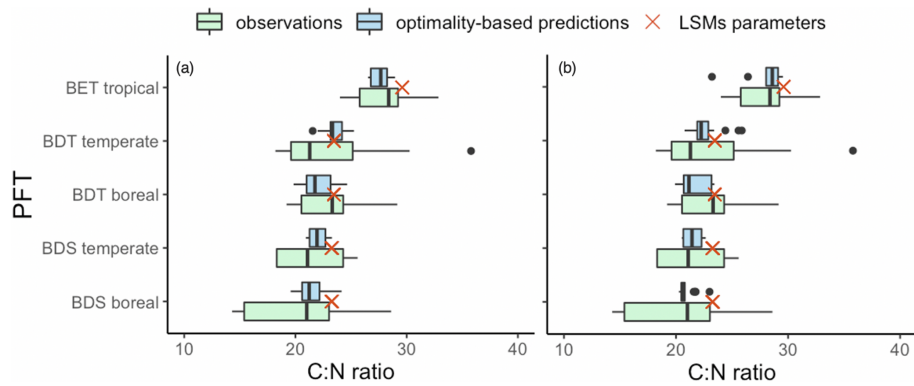 observations optimality-based predictions LSMs parameters
(a) (b)
BET tropical
BDT temperate
BDT boreal
BDS temperate
BDS boreal
PFT
10 20 30 40 10 20 30 40
C:N ratio C:N ratio